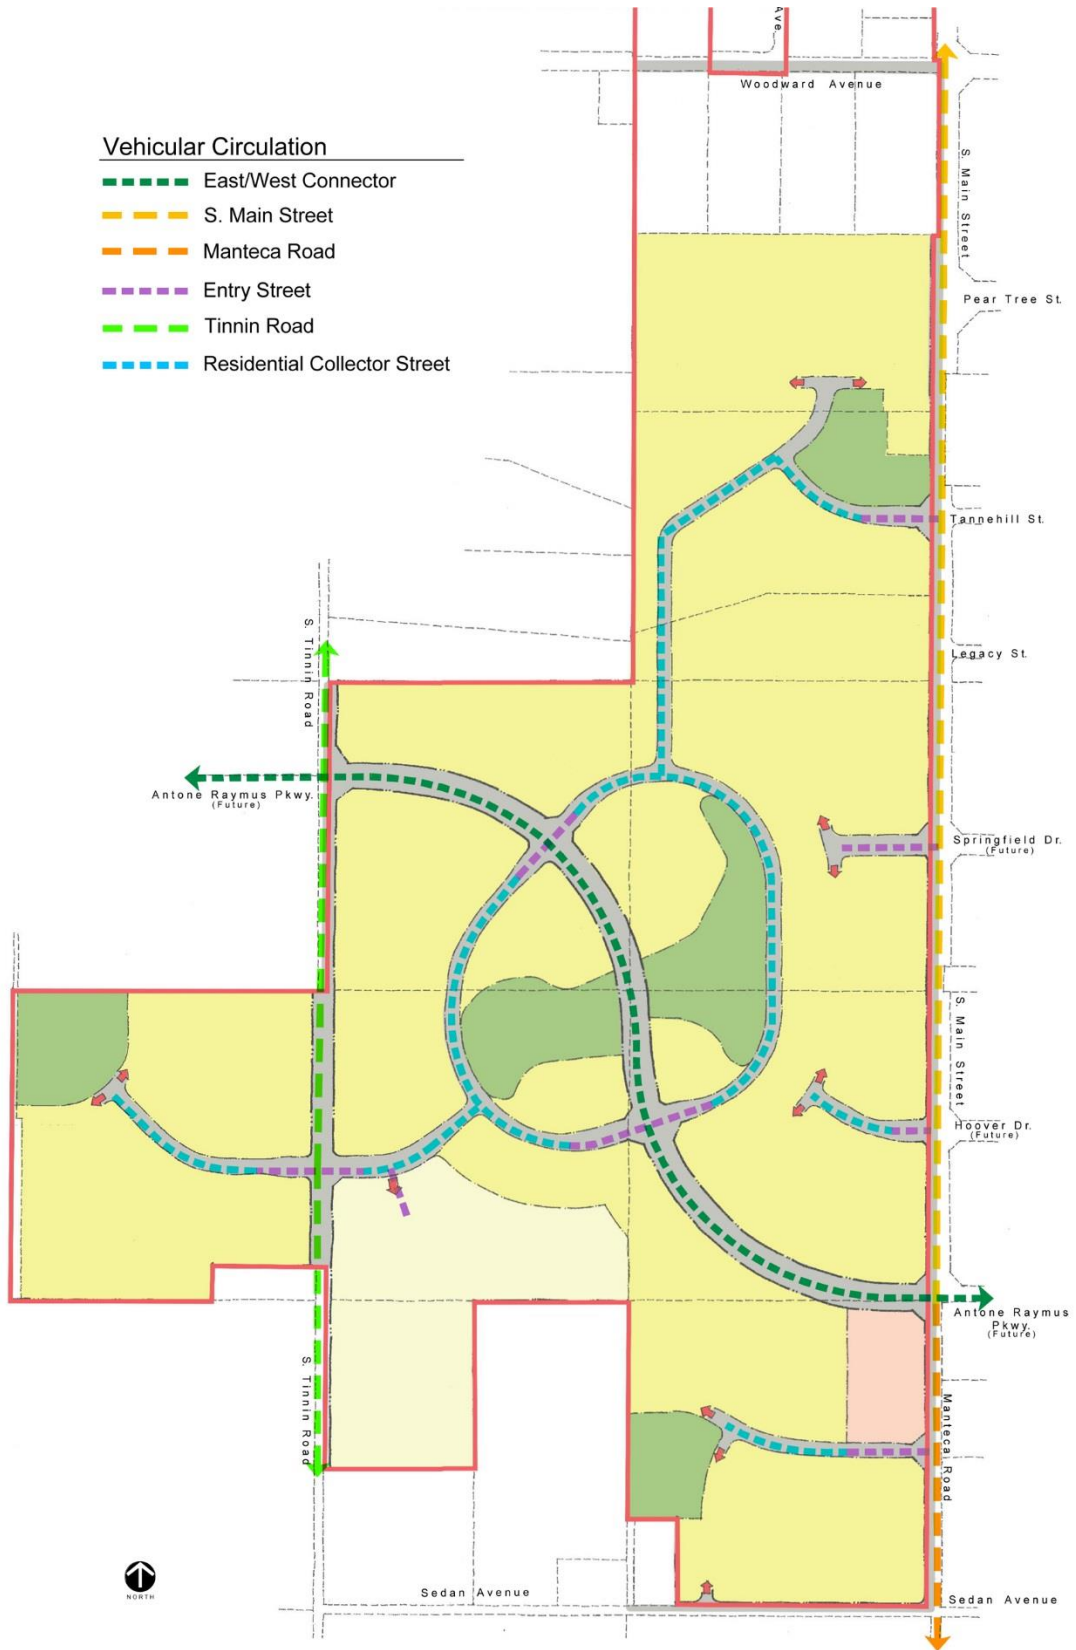 Ave
Woodward Avenue
Vehicular Circulation
East/West Connector
S. Main Street
Manteca Road
Entry Street
Tinnin Road
Residential Collector Street
S. Main Street
Pear Tree St.
Tannehill St.
S. Tinnin Road
Legacy St.
Antone Raymus Pkwy.
(Future)
Springfield Dr.
(Future)
S. Main Street
Hoover Dr.
(Future)
Antone Raymus
Pkwy.
(Future)
S. Tinnin Road
Manteca Road
NORTH
Sedan Avenue
Sedan Avenue